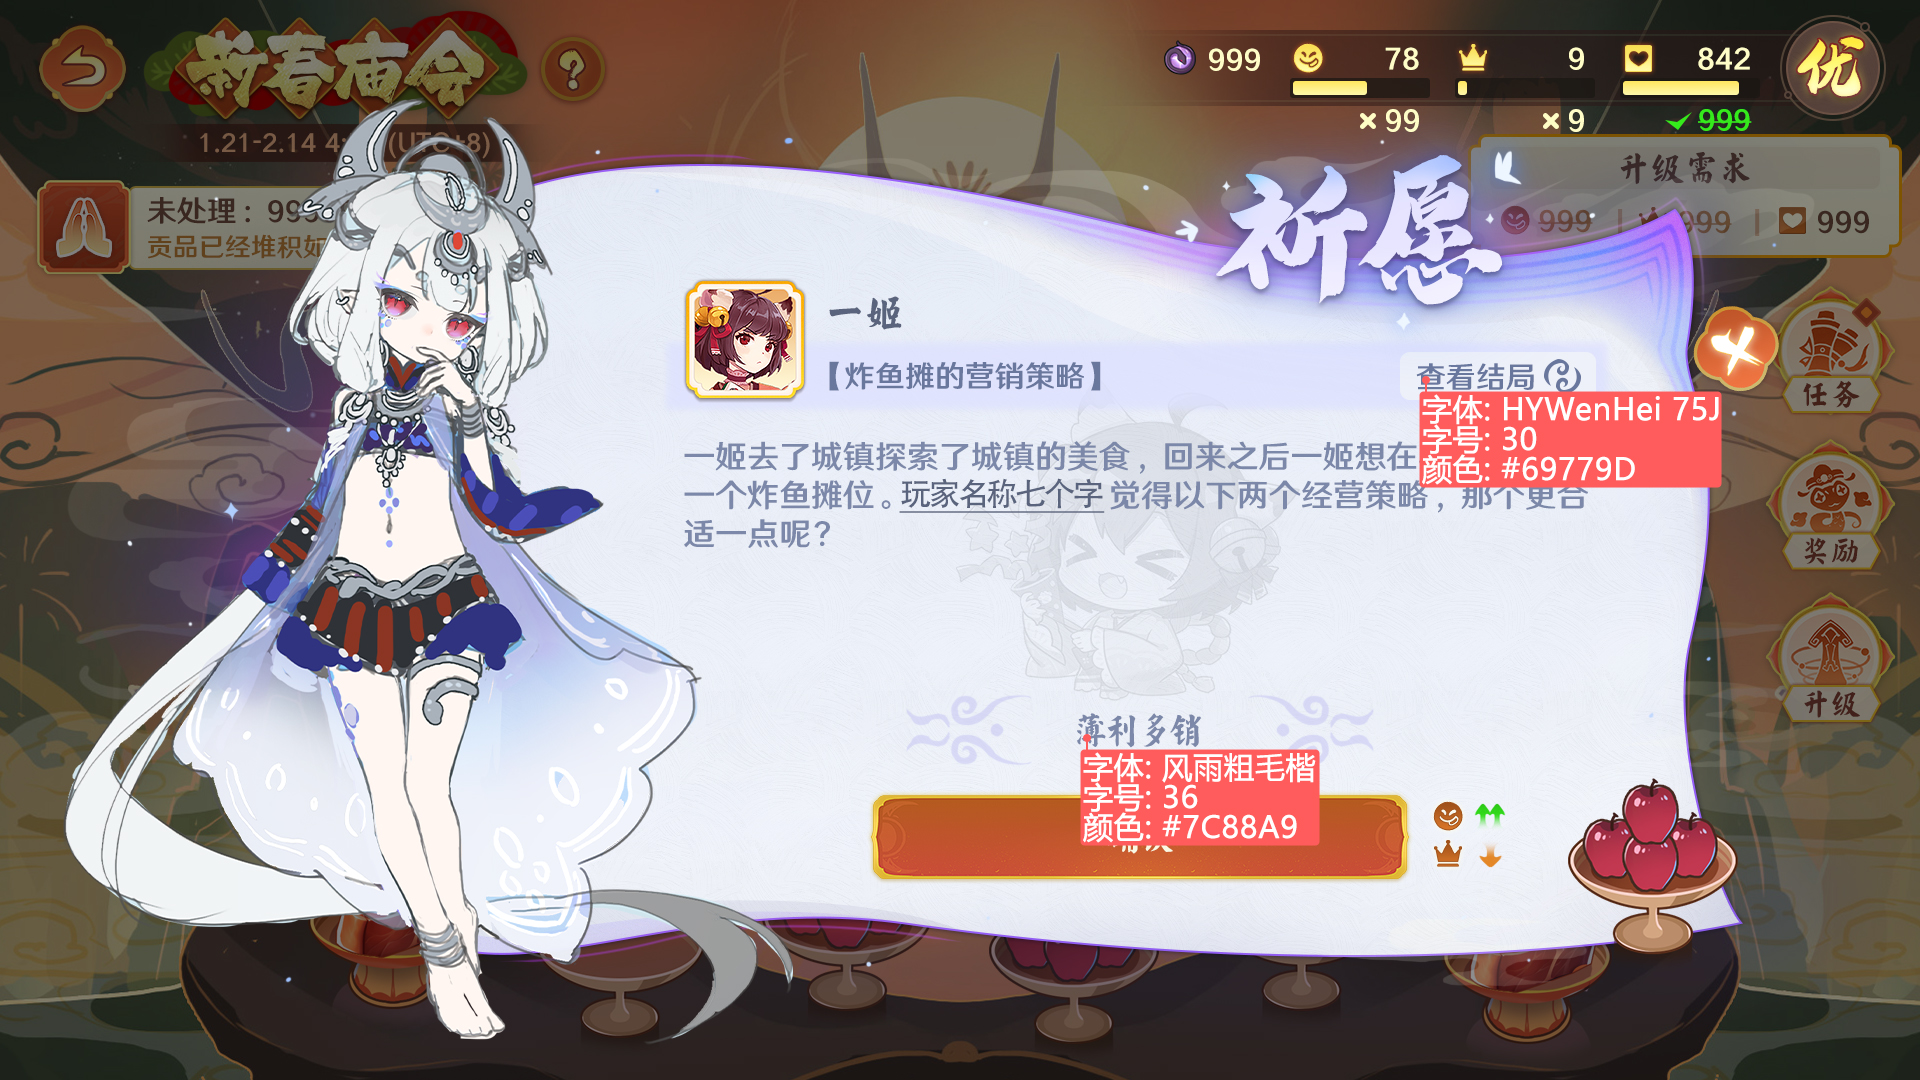 新春庙会
?
999
78
9
842
优
×99
×9
999
1.21-2.14 4: (UTC+8)
升级需求
999 | 999 | 999
未处理：99
贡品已经堆积如
祈愿
一姬
【炸鱼摊的营销策略】
查看结局
字体: HYWenHei 75J
字号: 30
颜色: #69779D
一姬去了城镇探索了城镇的美食，回来之后一姬想在
一个炸鱼摊位。玩家名称七个字 觉得以下两个经营策略，那个更合
适一点呢？
任务
奖励
升级
薄利多销
字体: 风雨粗毛楷
字号: 36
颜色: #7C88A9